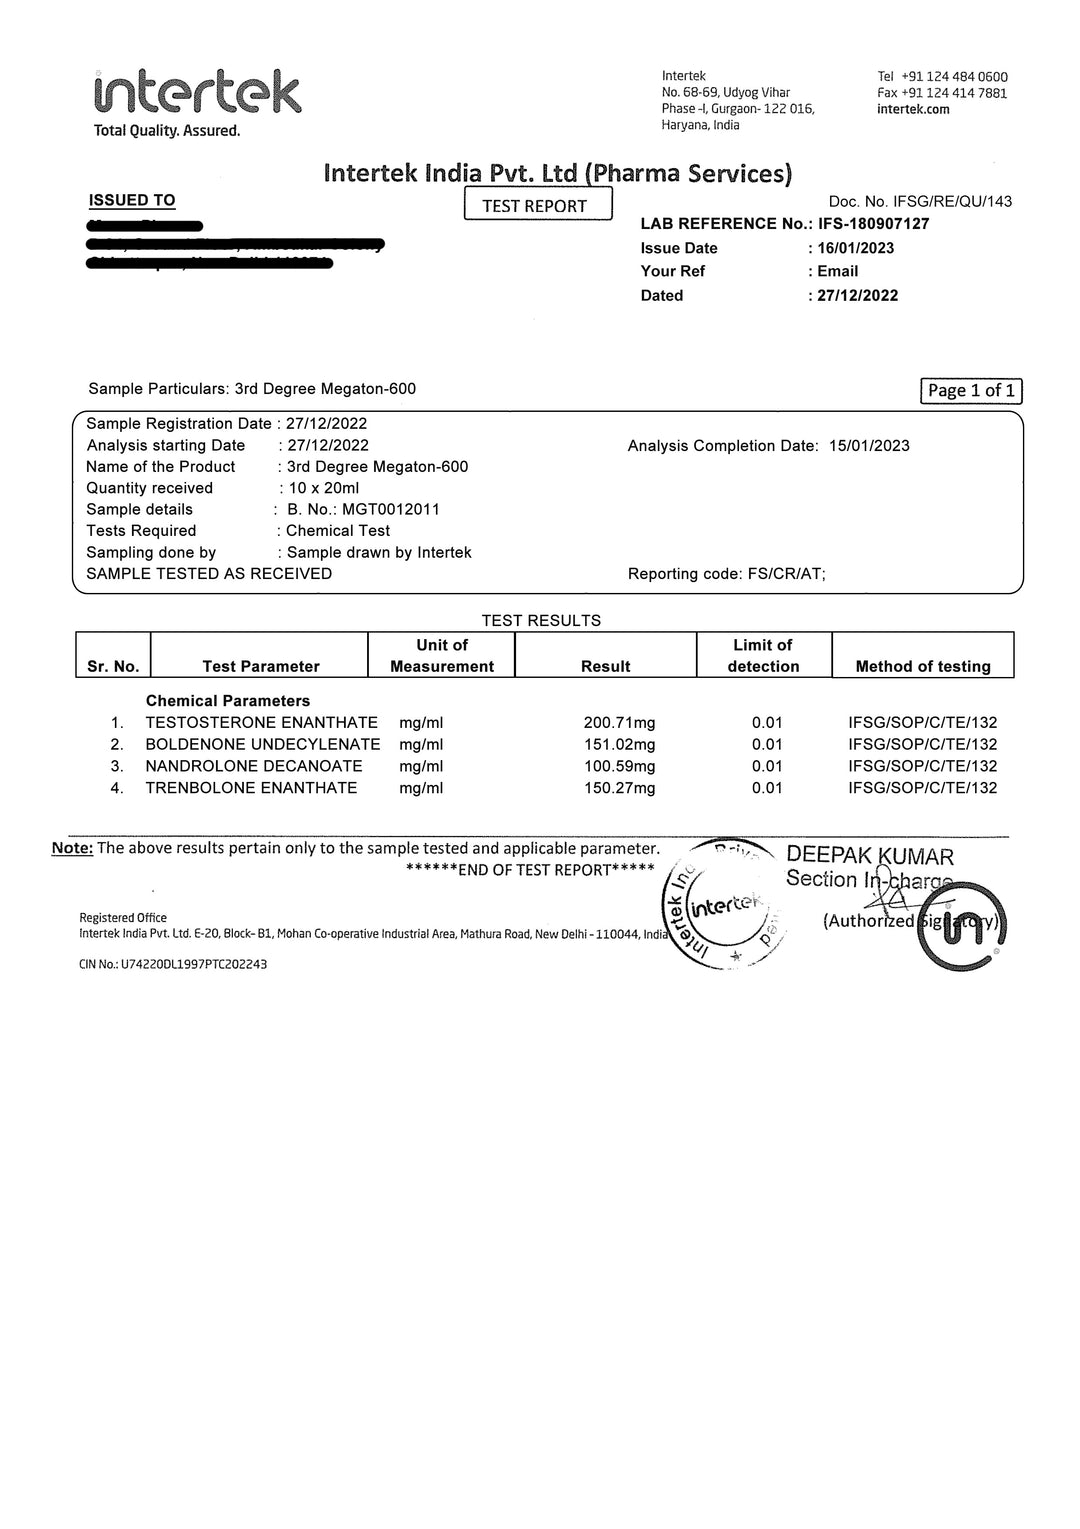 intertek
Total Quality. Assured.
Intertek
No. 68-69, Udyog Vihar
Phase -I, Gurgaon- 122 016,
Haryana, India
Tel +91 124 484 0600
Fax +91 124 414 7881
intertek.com
Intertek India Pvt. Ltd (Pharma Services)
ISSUED TO
TEST REPORT
Doc. No. IFSG/RE/QU/143
LAB REFERENCE No.: IFS-180907127
Issue Date : 16/01/2023
Your Ref : Email
Dated : 27/12/2022
Sample Particulars: 3rd Degree Megaton-600
Page 1 of 1
Sample Registration Date : 27/12/2022
Analysis starting Date : 27/12/2022 Analysis Completion Date: 15/01/2023
Name of the Product : 3rd Degree Megaton-600
Quantity received : 10 x 20ml
Sample details : B. No.: MGT0012011
Tests Required : Chemical Test
Sampling done by : Sample drawn by Intertek
SAMPLE TESTED AS RECEIVED Reporting code: FS/CR/AT;
TEST RESULTS
Sr. No. Test Parameter Unit of Measurement Result Limit of detection Method of testing
Chemical Parameters
1. TESTOSTERONE ENANTHATE mg/ml 200.71mg 0.01 IFSG/SOP/C/TE/132
2. BOLDENONE UNDECYLENATE mg/ml 151.02mg 0.01 IFSG/SOP/C/TE/132
3. NANDROLONE DECANOATE mg/ml 100.59mg 0.01 IFSG/SOP/C/TE/132
4. TRENBOLONE ENANTHATE mg/ml 150.27mg 0.01 IFSG/SOP/C/TE/132
Note: The above results pertain only to the sample tested and applicable parameter.
******END OF TEST REPORT*****
DEEPAK KUMAR
Section In-charge
(Authorized Signatory)
Intertek
intertek
Registered Office
Intertek India Pvt. Ltd. E-20, Block- B1, Mohan Co-operative Industrial Area, Mathura Road, New Delhi - 110044, India
CIN No.: U74220DL1997PTC202243
in